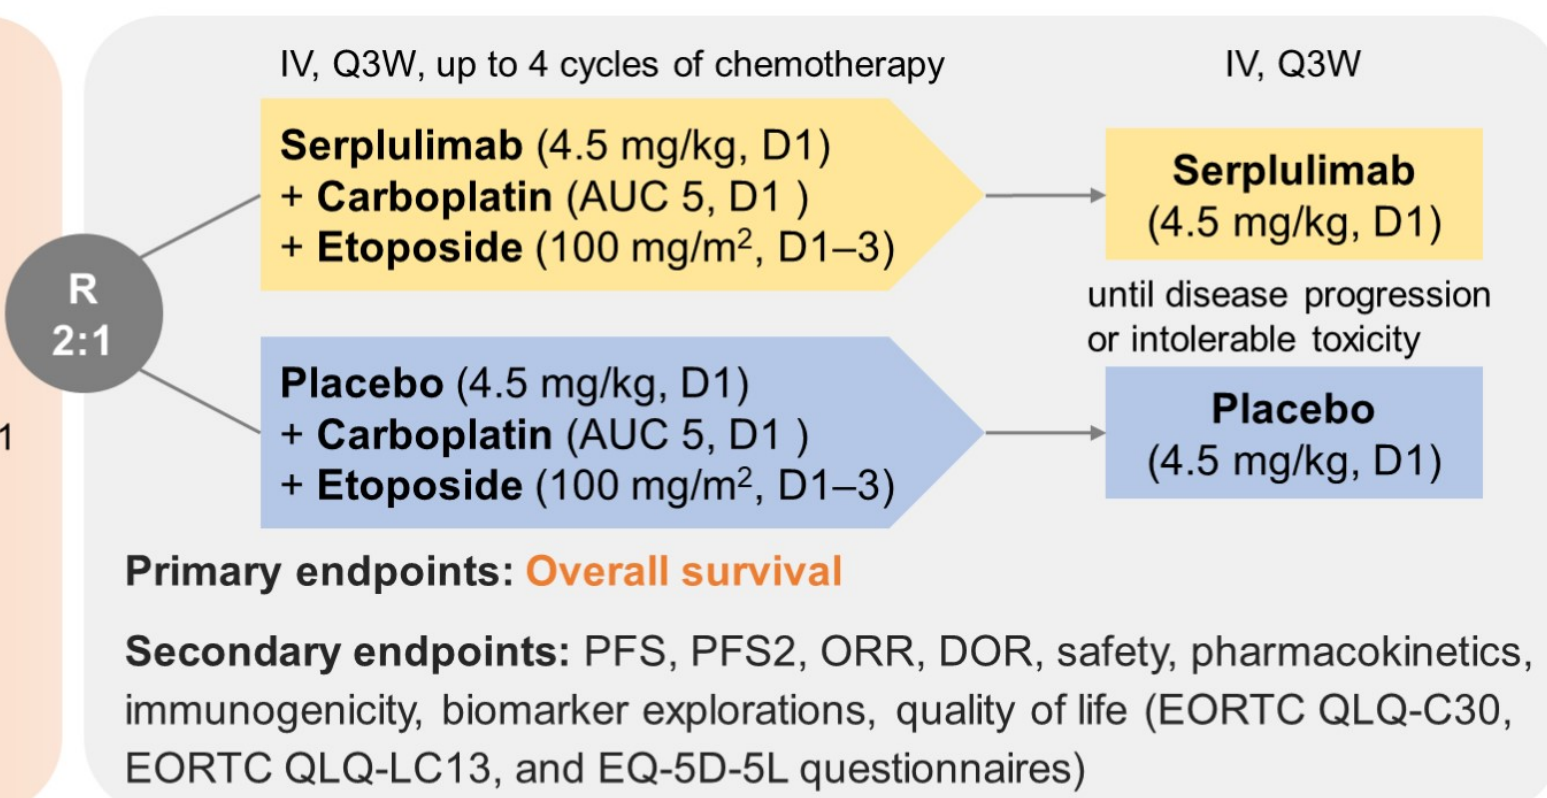 IV, Q3W, up to 4 cycles of chemotherapy
IV, Q3W
R
2:1
Serplulimab (4.5 mg/kg, D1)
+ Carboplatin (AUC 5, D1 )
+ Etoposide (100 mg/m², D1–3)
Serplulimab
(4.5 mg/kg, D1)
until disease progression
or intolerable toxicity
Placebo (4.5 mg/kg, D1)
+ Carboplatin (AUC 5, D1 )
+ Etoposide (100 mg/m², D1–3)
Placebo
(4.5 mg/kg, D1)
1
Primary endpoints: Overall survival
Secondary endpoints: PFS, PFS2, ORR, DOR, safety, pharmacokinetics,
immunogenicity, biomarker explorations, quality of life (EORTC QLQ-C30,
EORTC QLQ-LC13, and EQ-5D-5L questionnaires)